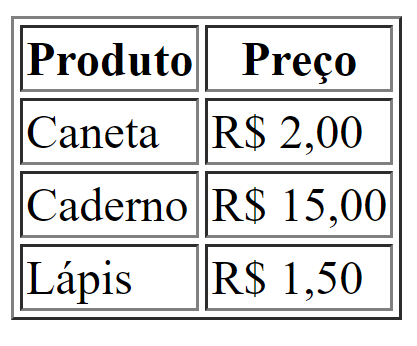 Produto Preço
Caneta R$ 2,00
Caderno R$ 15,00
Lápis R$ 1,50